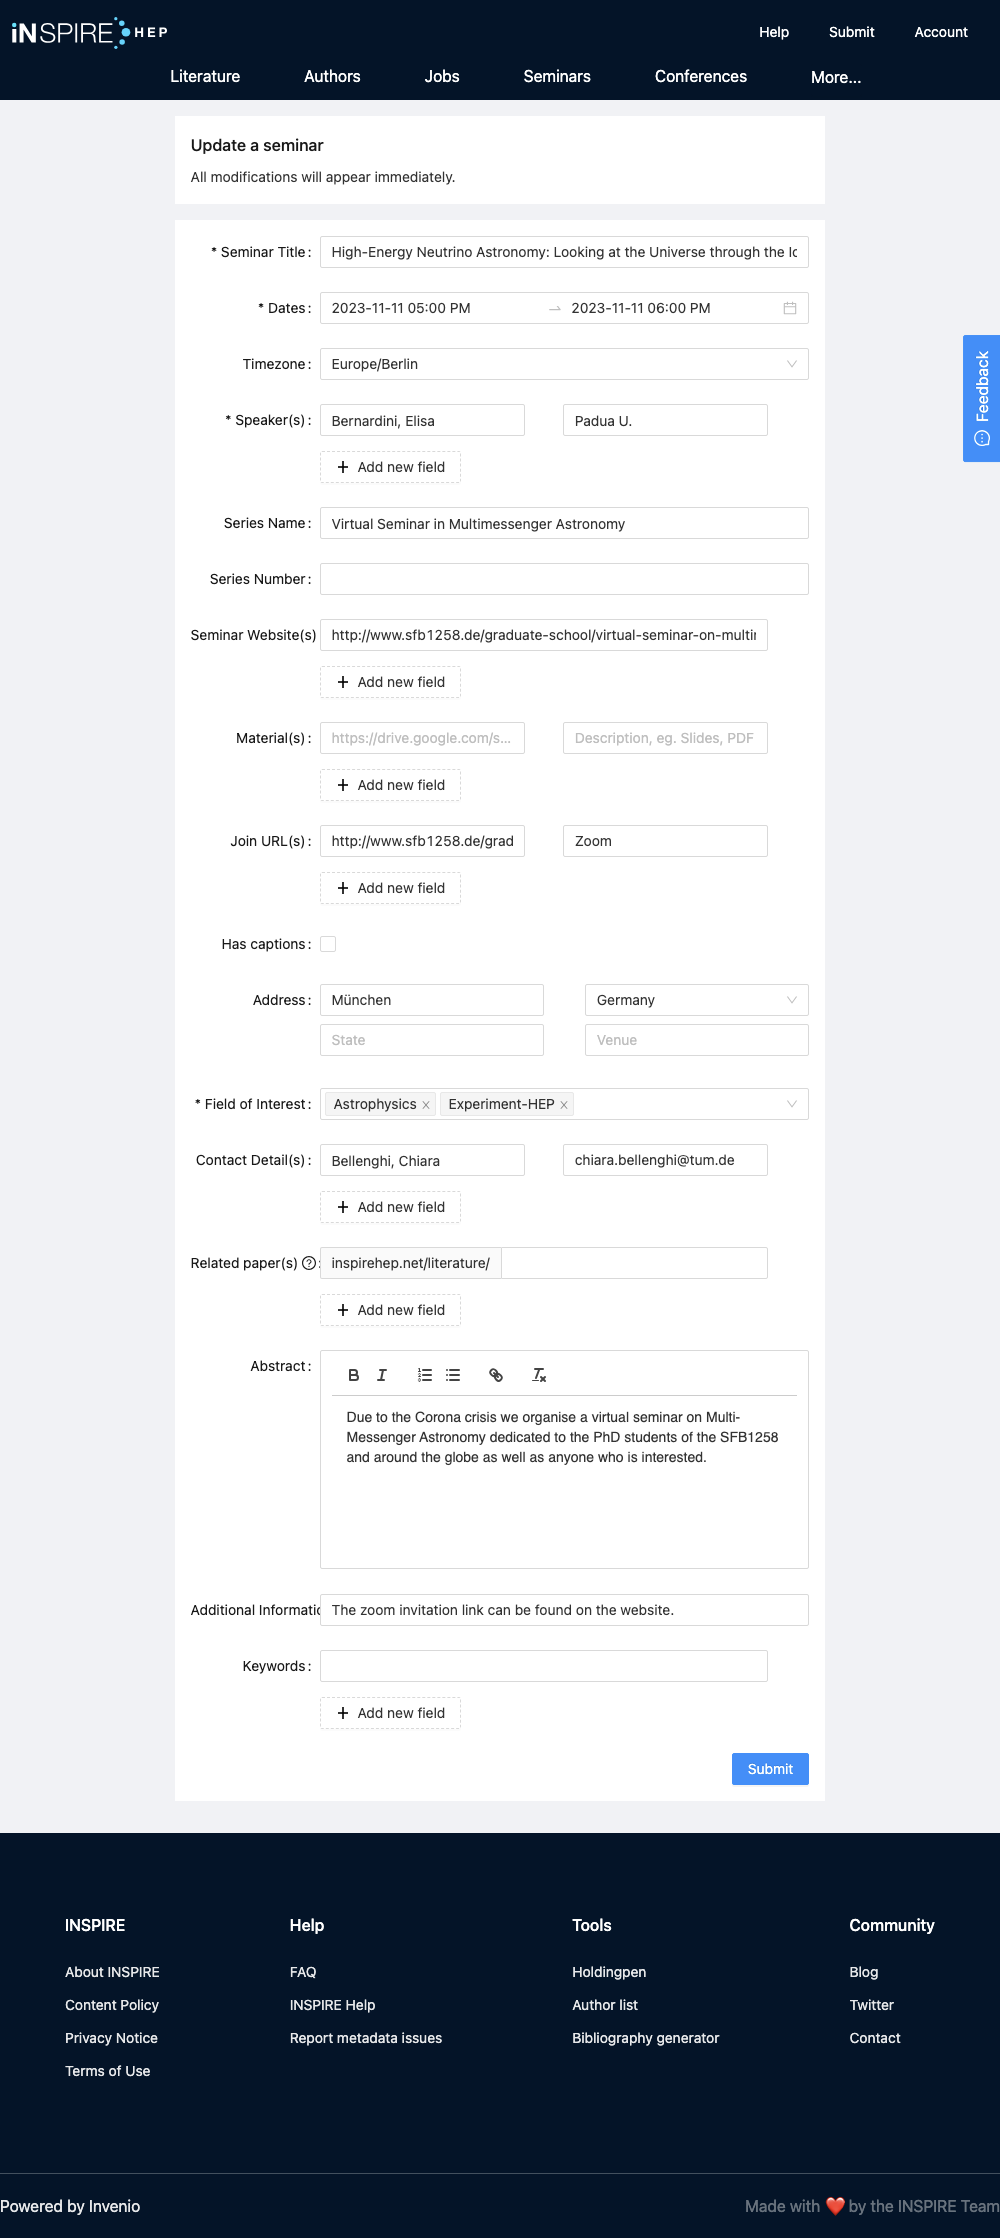 iNSPIRE HEP
Help Submit Account
Literature Authors Jobs Seminars Conferences More...
Update a seminar
All modifications will appear immediately.
* Seminar Title : High-Energy Neutrino Astronomy: Looking at the Universe through the Ic
* Dates : 2023-11-11 05:00 PM → 2023-11-11 06:00 PM
Timezone : Europe/Berlin
* Speaker(s) : Bernardini, Elisa Padua U.
+ Add new field
Series Name : Virtual Seminar in Multimessenger Astronomy
Series Number :
Seminar Website(s) http://www.sfb1258.de/graduate-school/virtual-seminar-on-multin
+ Add new field
Material(s) : https://drive.google.com/s... Description, eg. Slides, PDF
+ Add new field
Join URL(s) : http://www.sfb1258.de/grad Zoom
+ Add new field
Has captions :
Address : München Germany
State Venue
* Field of Interest : Astrophysics × Experiment-HEP ×
Contact Detail(s) : Bellenghi, Chiara chiara.bellenghi@tum.de
+ Add new field
Related paper(s) : inspirehep.net/literature/
+ Add new field
Abstract : B I
Due to the Corona crisis we organise a virtual seminar on Multi-
Messenger Astronomy dedicated to the PhD students of the SFB1258
and around the globe as well as anyone who is interested.
Additional Informatio The zoom invitation link can be found on the website.
Keywords :
+ Add new field
Submit
Feedback
INSPIRE Help Tools Community
About INSPIRE FAQ Holdingpen Blog
Content Policy INSPIRE Help Author list Twitter
Privacy Notice Report metadata issues Bibliography generator Contact
Terms of Use
Powered by Invenio Made with ❤️ by the INSPIRE Team